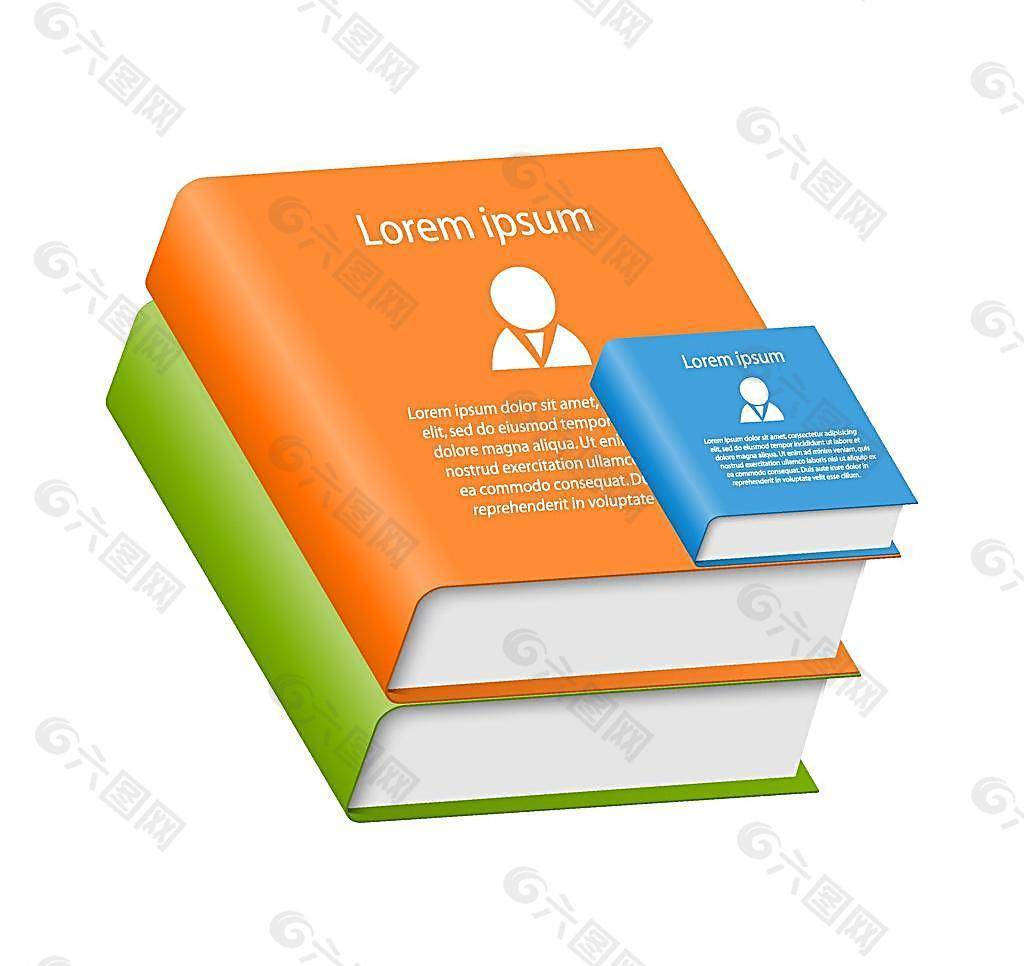 Lorem ipsum
Lorem ipsum dolor sit amet,
elit, sed do eiusmod tempor
dolore magna aliqua. Ut eni
nostrud exercitation ullamc
ea commodo consequat. Du
reprehenderit in voluptate
Lorem ipsum
Lorem ipsum dolor sit amet, consectetur adipisicing
elit, sed do eiusmod tempor incididunt ut labore et
dolore magna aliqua. Ut enim ad minim veniam, quis
nostrud exercitation ullamco laboris nisi ut aliquip ex
ea commodo consequat. Duis aute irure dolor in
reprehenderit in voluptate velit esse cillum.
六图网